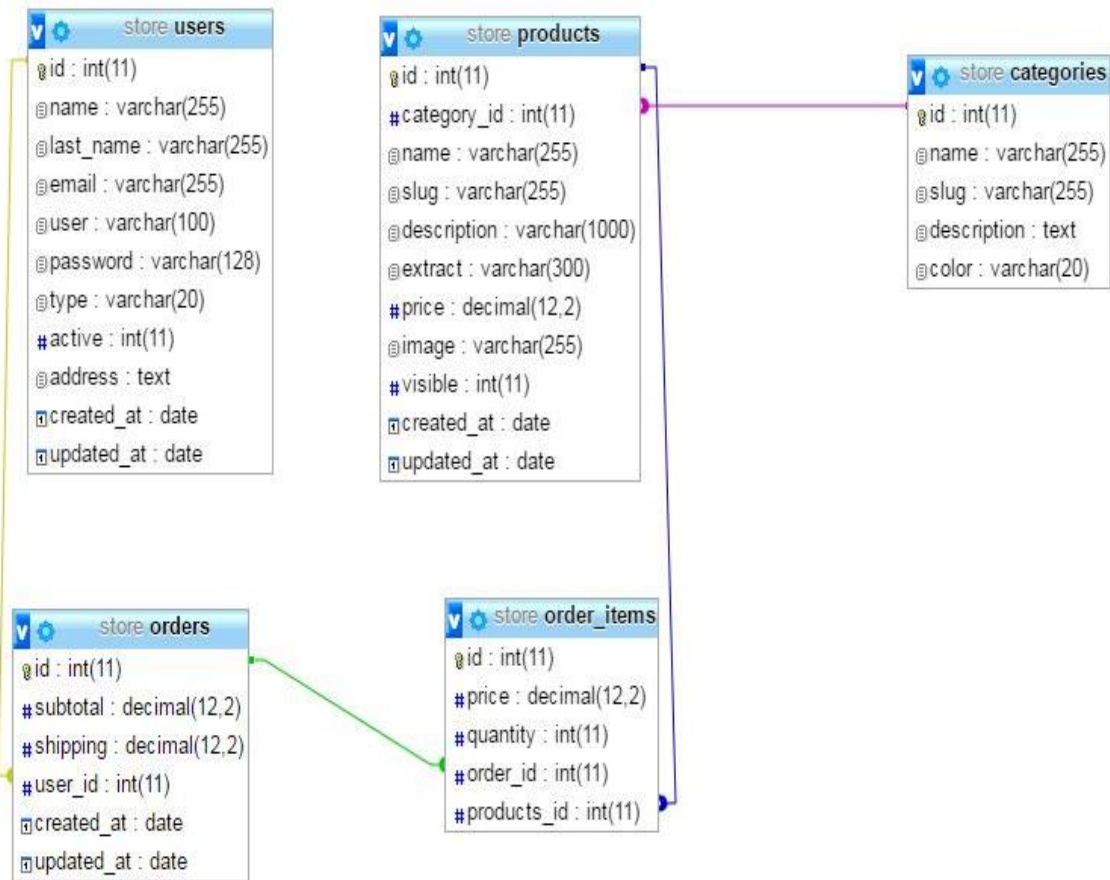 store users
id : int(11)
name : varchar(255)
last_name : varchar(255)
email : varchar(255)
user : varchar(100)
password : varchar(128)
type : varchar(20)
#active : int(11)
address : text
created_at : date
updated_at : date
store products
id : int(11)
#category_id : int(11)
name : varchar(255)
slug : varchar(255)
description : varchar(1000)
extract : varchar(300)
#price : decimal(12,2)
image : varchar(255)
#visible : int(11)
created_at : date
updated_at : date
store categories
id : int(11)
name : varchar(255)
slug : varchar(255)
description : text
color : varchar(20)
store orders
id : int(11)
#subtotal : decimal(12,2)
#shipping : decimal(12,2)
#user_id : int(11)
created_at : date
updated_at : date
store order_items
id : int(11)
#price : decimal(12,2)
#quantity : int(11)
#order_id : int(11)
#products_id : int(11)